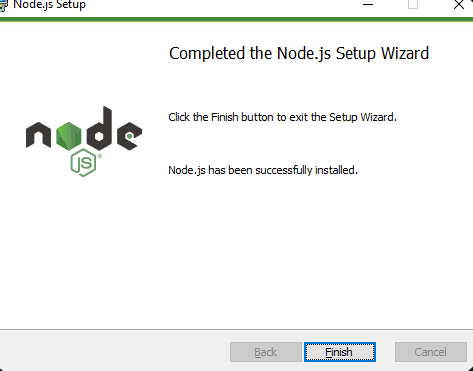 Node.js Setup
Completed the Node.js Setup Wizard
Click the Finish button to exit the Setup Wizard.
node
JS
Node.js has been successfully installed.
Back
Finish
Cancel